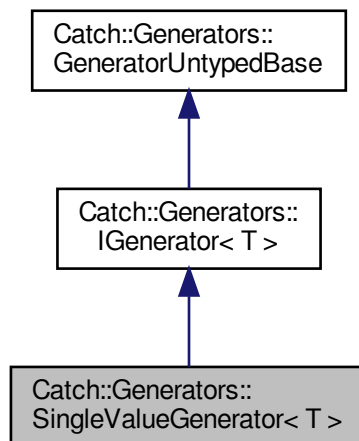 Catch::Generators::
GeneratorUntypedBase
Catch::Generators::
IGenerator< T >
Catch::Generators::
SingleValueGenerator< T >